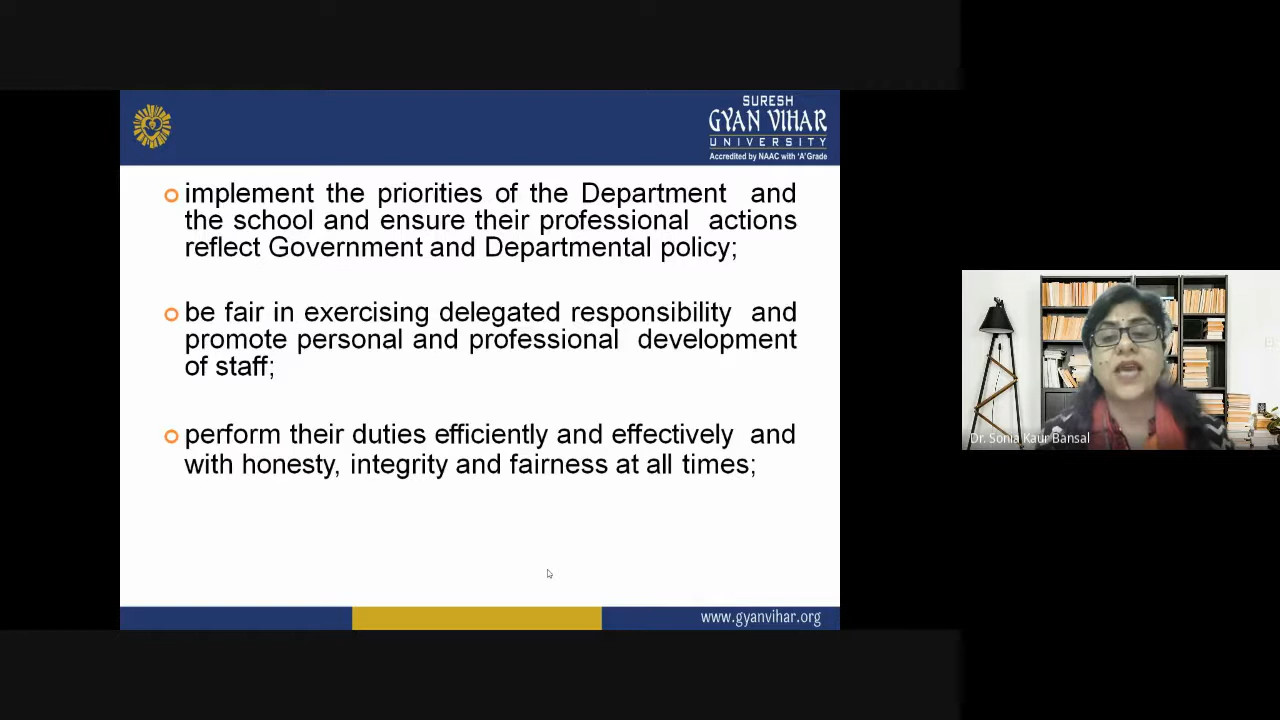 SURESH
GYAN VIHAR
UNIVERSITY
Accredited by NAAC with 'A' Grade
implement the priorities of the Department and
the school and ensure their professional actions
reflect Government and Departmental policy;
be fair in exercising delegated responsibility and
promote personal and professional development
of staff;
perform their duties efficiently and effectively and
with honesty, integrity and fairness at all times;
www.gyanvihar.org
Dr. Sonia Kaur Bansal